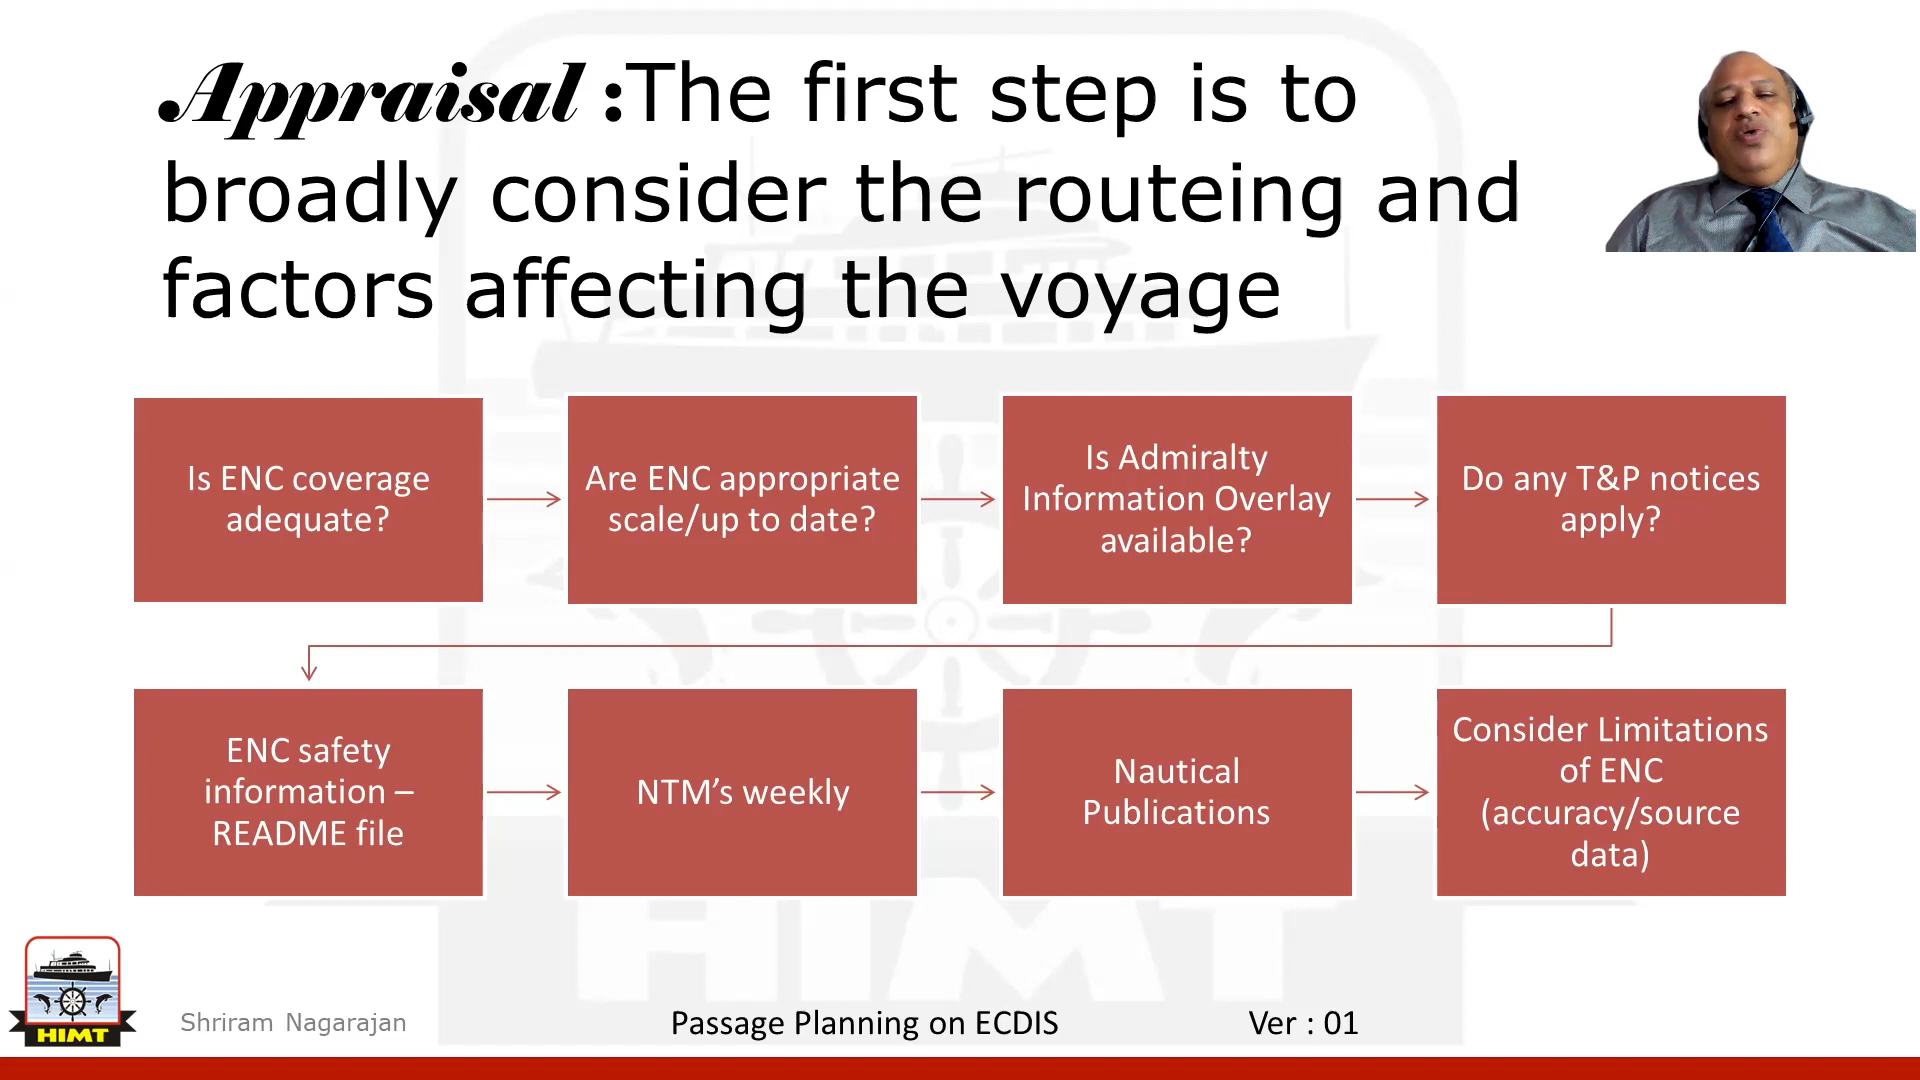 Appraisal :The first step is to
broadly consider the routeing and
factors affecting the voyage
Is ENC coverage
adequate?
Are ENC appropriate
scale/up to date?
Is Admiralty
Information Overlay
available?
Do any T&P notices
apply?
ENC safety
information –
README file
NTM’s weekly
Nautical
Publications
Consider Limitations
of ENC
(accuracy/source
data)
HIMT
HIMT
Shriram Nagarajan
Passage Planning on ECDIS
Ver : 01